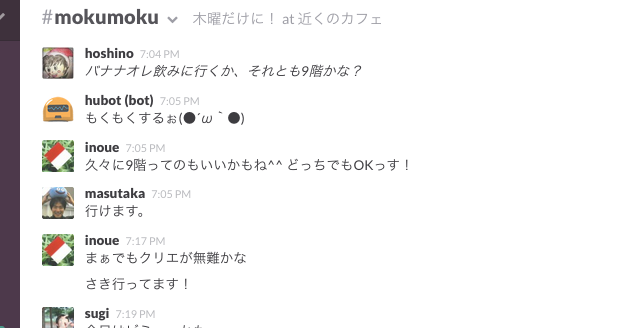 #mokumoku 木曜だけに！ at 近くのカフェ
hoshino 7:04 PM
バナナオレ飲みに行くか、それとも9階かな？
hubot (bot) 7:05 PM
もくもくするぉ(●´ω｀●)
inoue 7:05 PM
久々に9階ってのもいいかもね^^ どっちでもOKっす！
masutaka 7:05 PM
行けます。
inoue 7:17 PM
まぁでもクリエが無難かな
さき行ってます！
sugi 7:19 PM